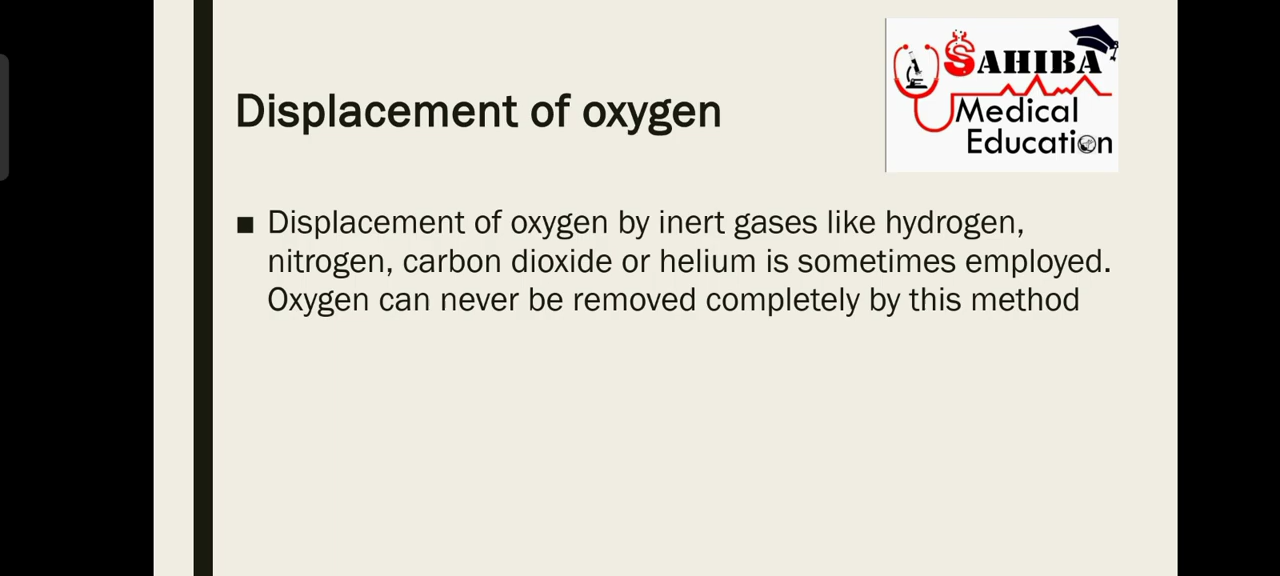 SAHIBA
Medical
Education
Displacement of oxygen
■ Displacement of oxygen by inert gases like hydrogen,
nitrogen, carbon dioxide or helium is sometimes employed.
Oxygen can never be removed completely by this method